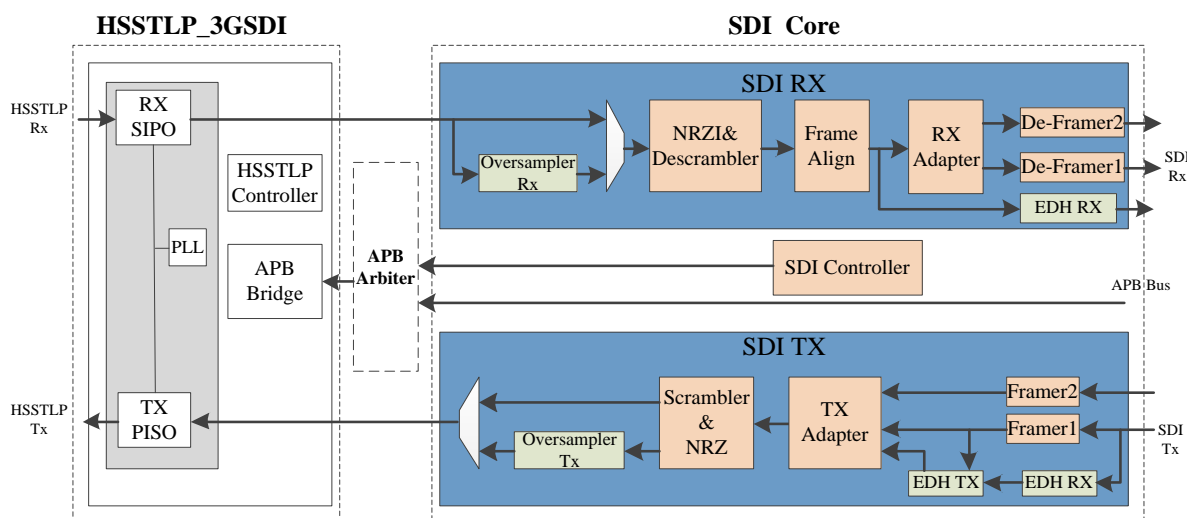 HSSTLP_3GSDI
SDI Core
HSSTLP
Rx
RX
SIPO
HSSTLP
Controller
PLL
APB
Bridge
TX
PISO
HSSTLP
Tx
APB
Arbiter
SDI RX
Oversampler
Rx
NRZI&
Descrambler
Frame
Align
RX
Adapter
De-Framer2
De-Framer1
EDH RX
SDI
Rx
SDI Controller
APB Bus
SDI TX
Oversampler
Tx
Scrambler
&
NRZ
TX
Adapter
Framer2
Framer1
EDH TX
EDH RX
SDI
Tx